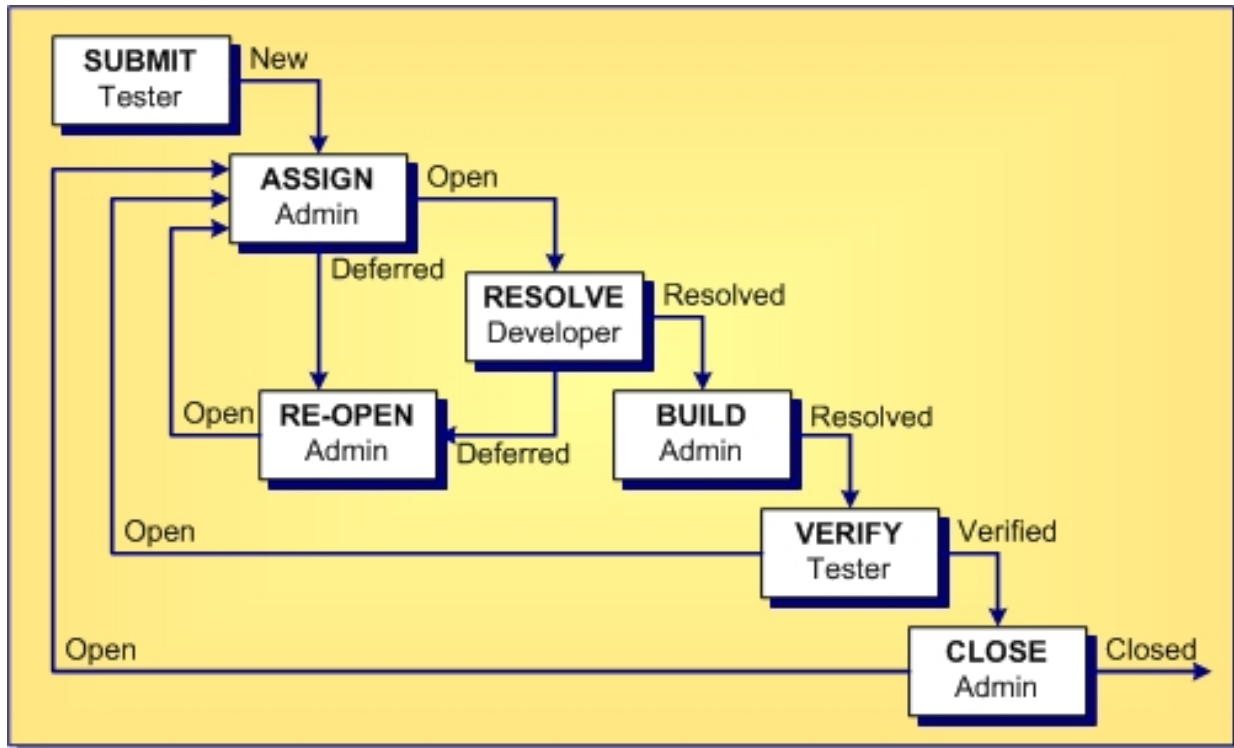 SUBMIT
Tester
New
ASSIGN
Admin
Open
Deferred
RESOLVE
Developer
Resolved
RE-OPEN
Admin
Open
Deferred
BUILD
Admin
Resolved
VERIFY
Tester
Verified
Open
CLOSE
Admin
Closed
Open